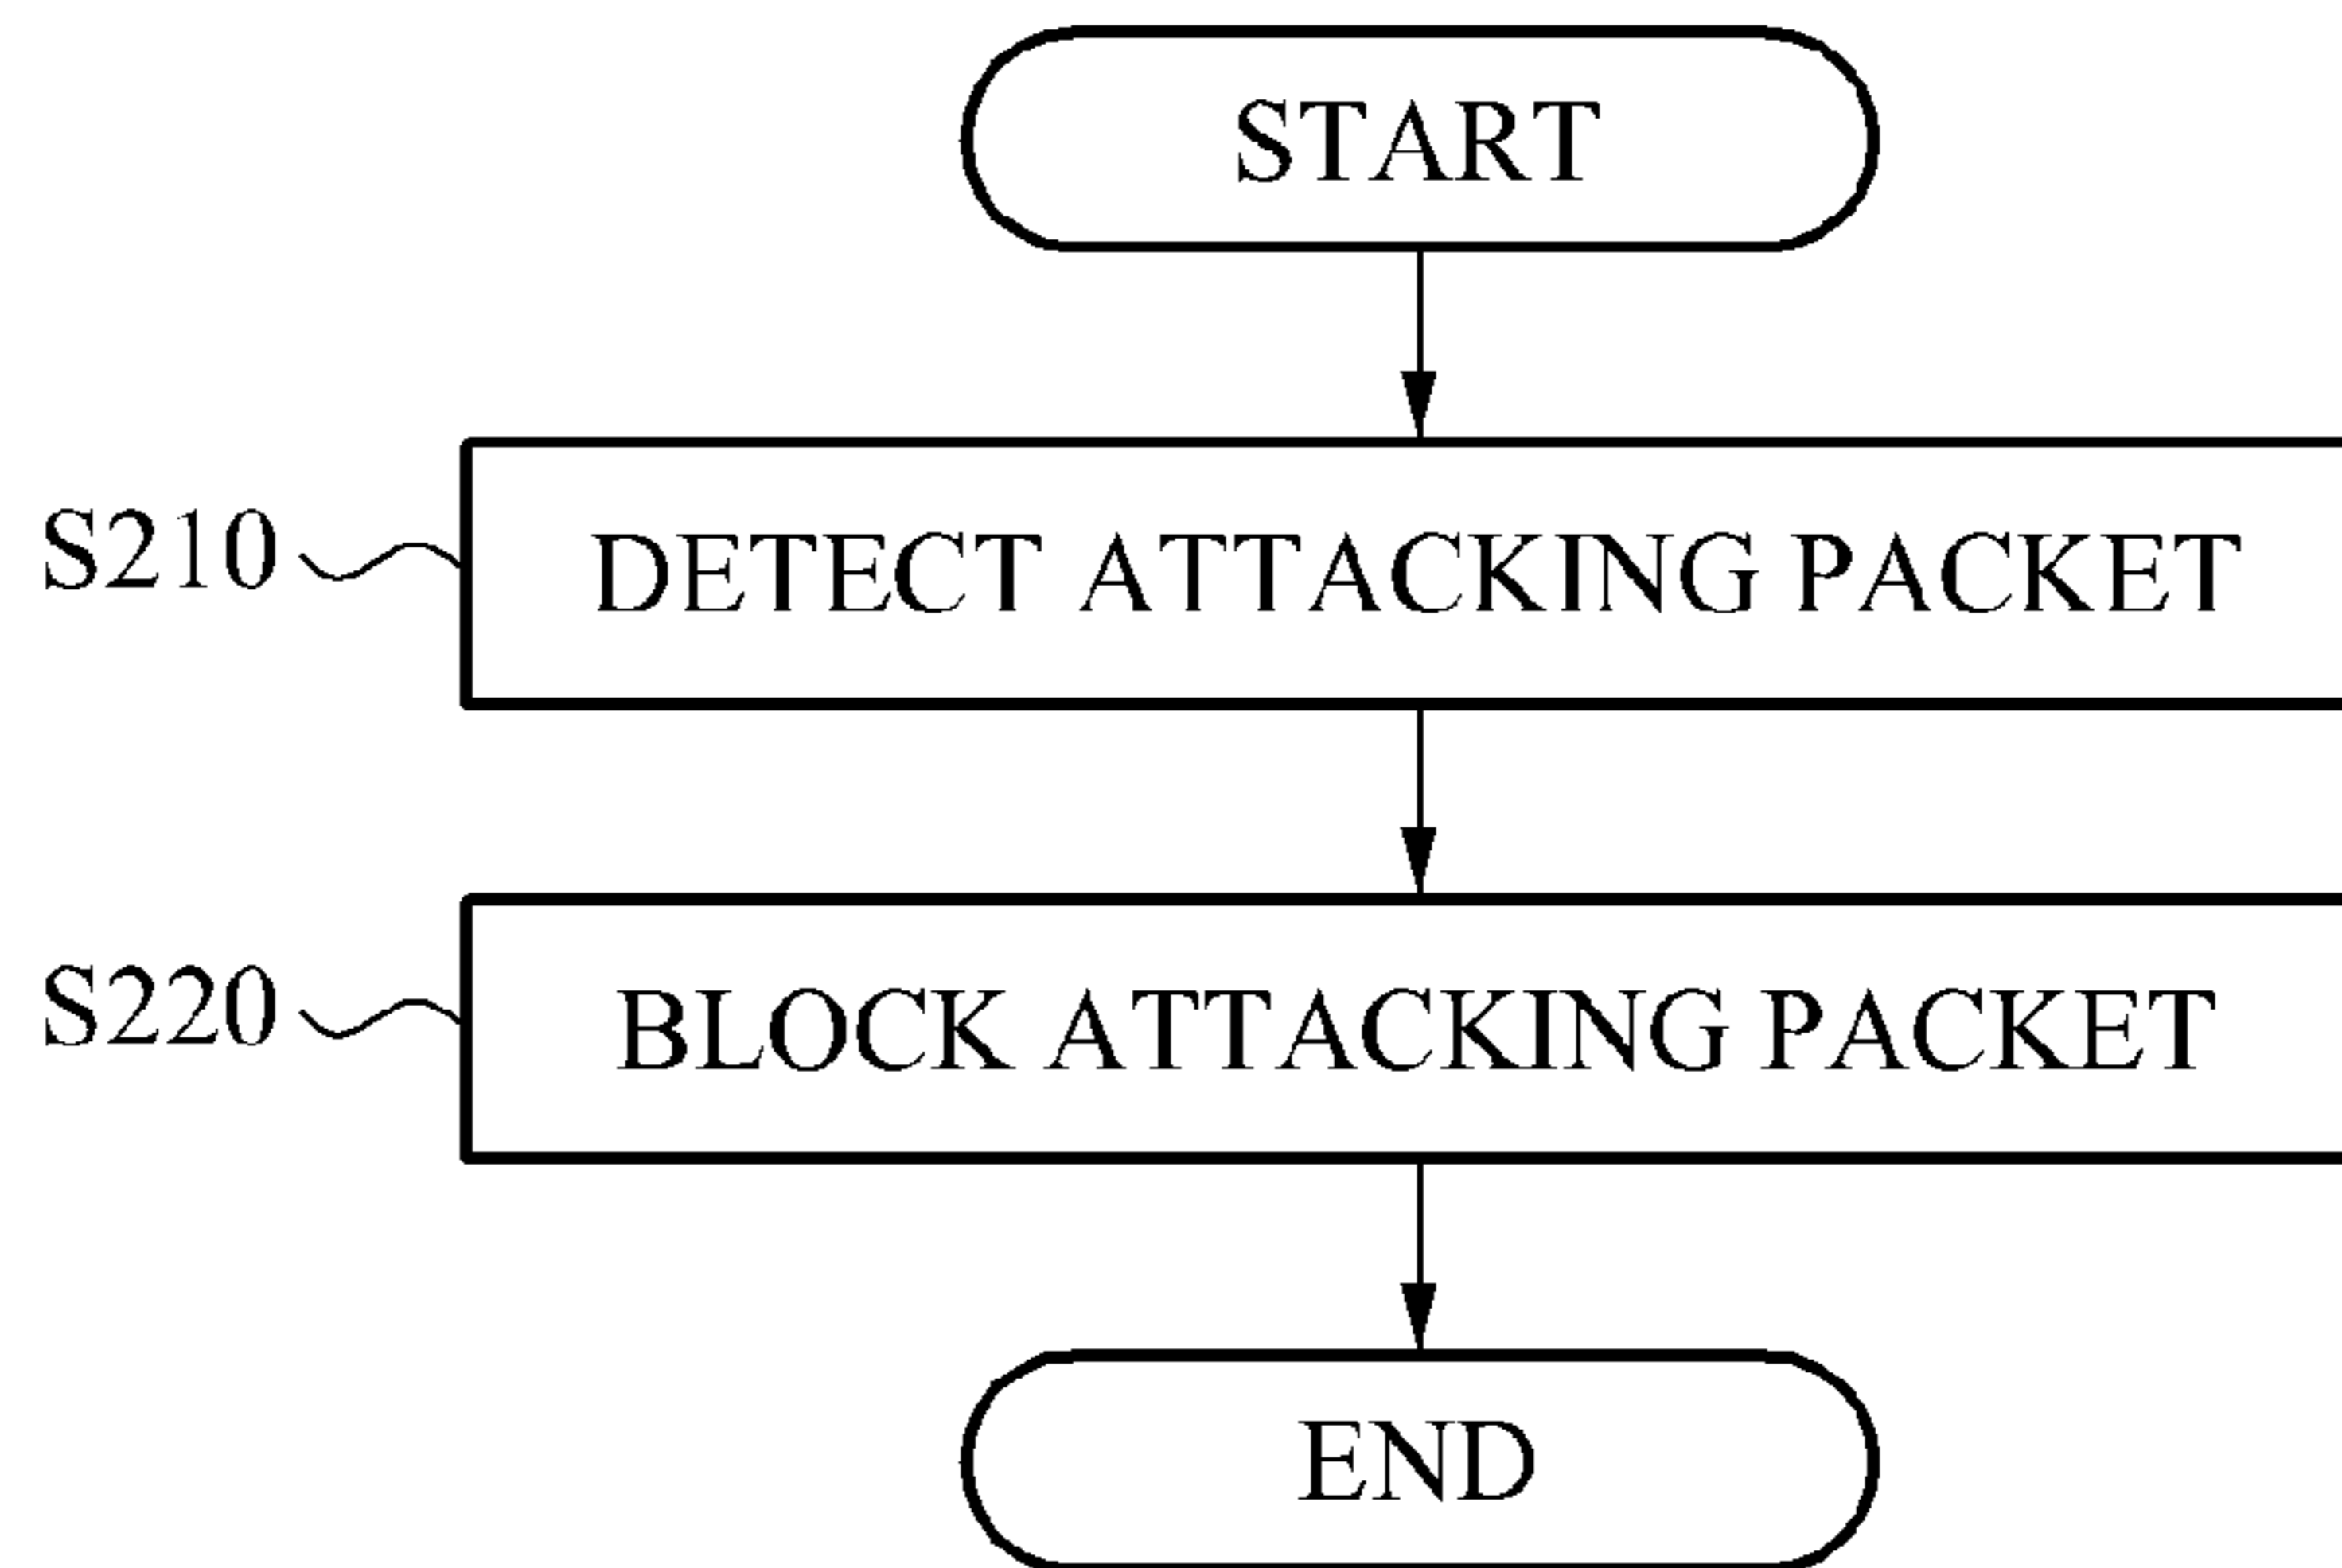 START
S210 DETECT ATTACKING PACKET
S220 BLOCK ATTACKING PACKET
END